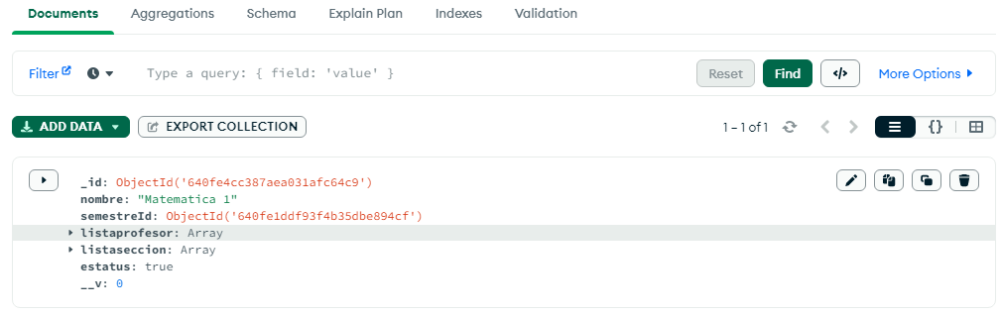 Documents Aggregations Schema Explain Plan Indexes Validation
Filter Type a query: { field: 'value' } Reset Find </> More Options
ADD DATA EXPORT COLLECTION 1 – 1 of 1 {}
_id: ObjectId('640fe4cc387aea031afc64c9')
nombre: "Matematica 1"
semestreId: ObjectId('640fe1ddf93f4b35dbe894cf')
listaprofesor: Array
listaseccion: Array
estatus: true
__v: 0